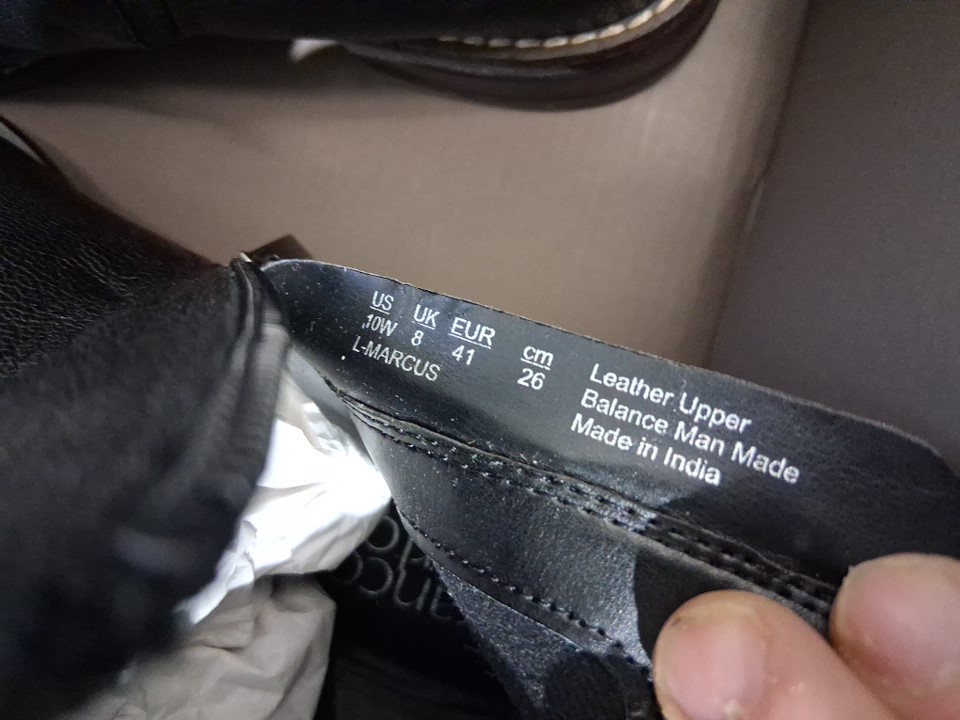 US UK EUR cm
10W 8 41 26
L-MARCUS
Leather Upper
Balance Man Made
Made in India